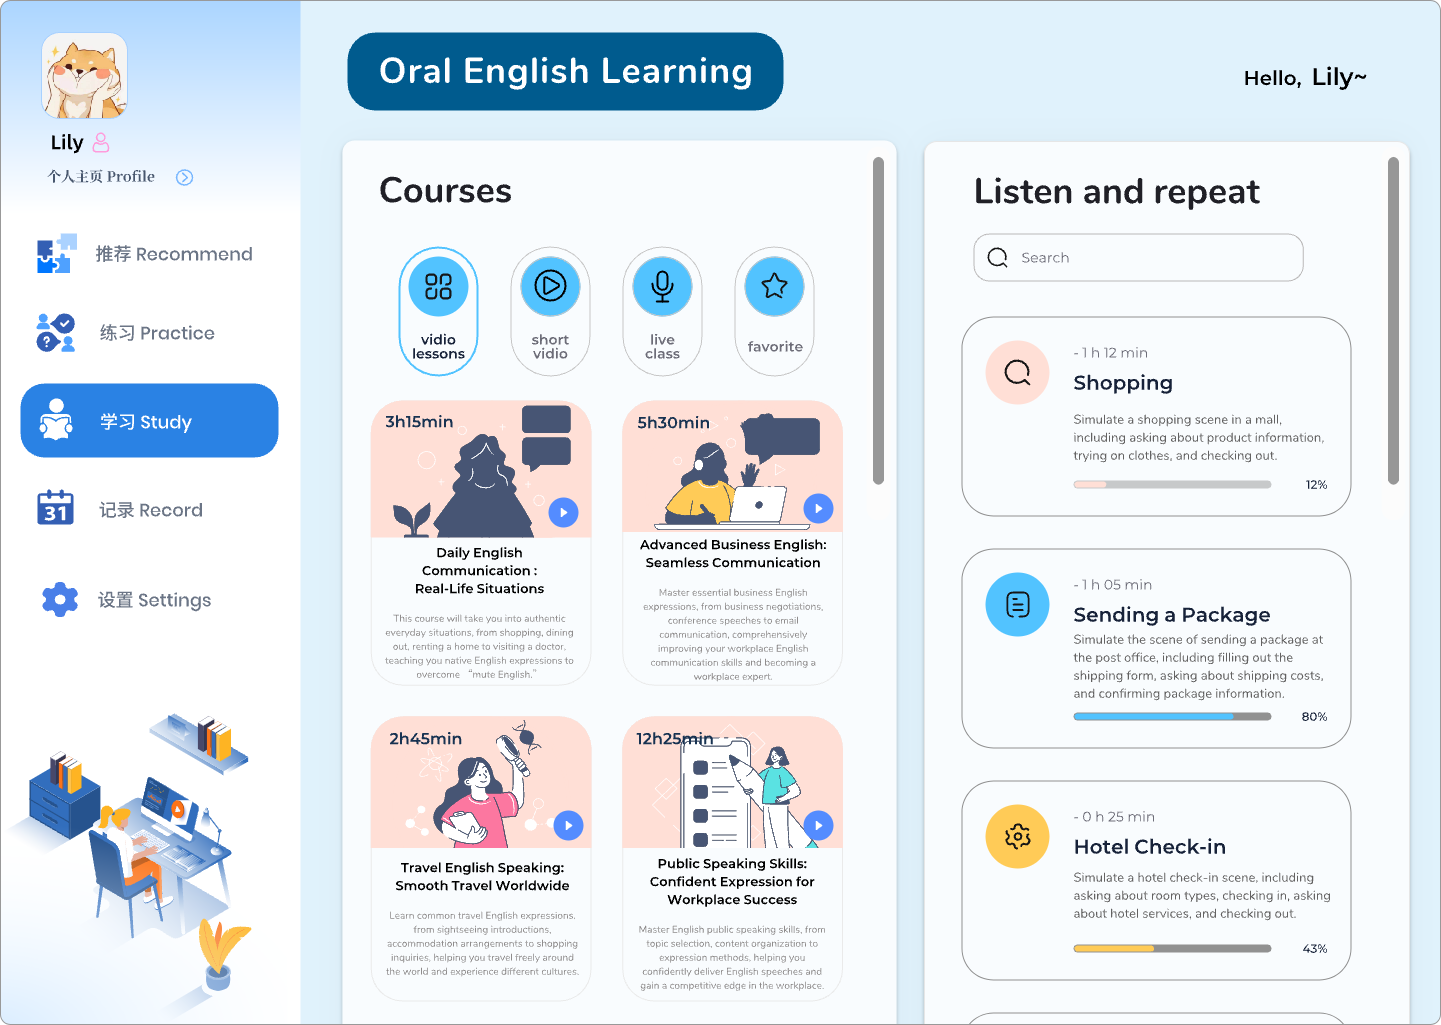 Lily
个人主页 Profile
推荐 Recommend
练习 Practice
学习 Study
31
记录 Record
设置 Settings
Oral English Learning
Hello, Lily~
Courses
vidio
lessons
short
vidio
live
class
favorite
3h15min
Daily English
Communication :
Real-Life Situations
This course will take you into authentic
everyday situations, from shopping, dining
out, renting a home to visiting a doctor,
teaching you native English expressions to
overcome “mute English.”
5h30min
Advanced Business English:
Seamless Communication
Master essential business English
expressions, from business negotiations,
conference speeches to email
communication, comprehensively
improving your workplace English
communication skills and becoming a
workplace expert.
2h45min
Travel English Speaking:
Smooth Travel Worldwide
Learn common travel English expressions.
from sightseeing introductions,
accommodation arrangements to shopping
inquiries, helping you travel freely around
the world and experience different cultures.
12h25min
Public Speaking Skills:
Confident Expression for
Workplace Success
Master English public speaking skills, from
topic selection, content organization to
expression methods, helping you
confidently deliver English speeches and
gain a competitive edge in the workplace.
Listen and repeat
Search
- 1 h 12 min
Shopping
Simulate a shopping scene in a mall,
including asking about product information,
trying on clothes, and checking out.
12%
- 1 h 05 min
Sending a Package
Simulate the scene of sending a package at
the post office, including filling out the
shipping form, asking about shipping costs,
and confirming package information.
80%
- 0 h 25 min
Hotel Check-in
Simulate a hotel check-in scene, including
asking about room types, checking in, asking
about hotel services, and checking out.
43%